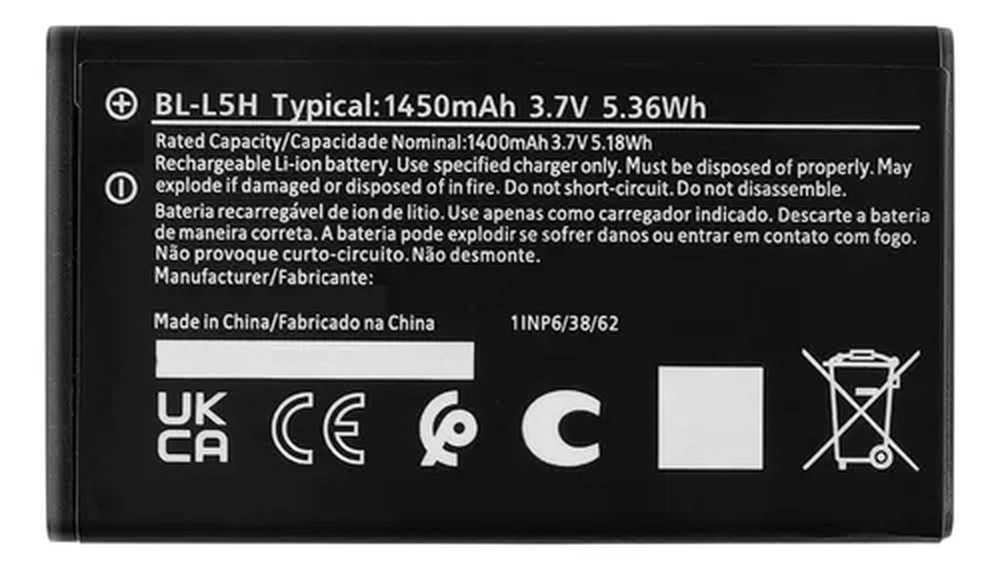 BL-L5H Typical:1450mAh 3.7V 5.36Wh
Rated Capacity/Capacidade Nominal:1400mAh 3.7V 5.18Wh
Rechargeable Li-ion battery. Use specified charger only. Must be disposed of properly. May
explode if damaged or disposed of in fire. Do not short-circuit. Do not disassemble.
Bateria recarregável de ion de litio. Use apenas como carregador indicado. Descarte a bateria
de maneira correta. A bateria pode explodir se sofrer danos ou entrar em contato com fogo.
Não provoque curto-circuito. Não desmonte.
Manufacturer/Fabricante:
Made in China/Fabricado na China 1INP6/38/62
UK
CA CE